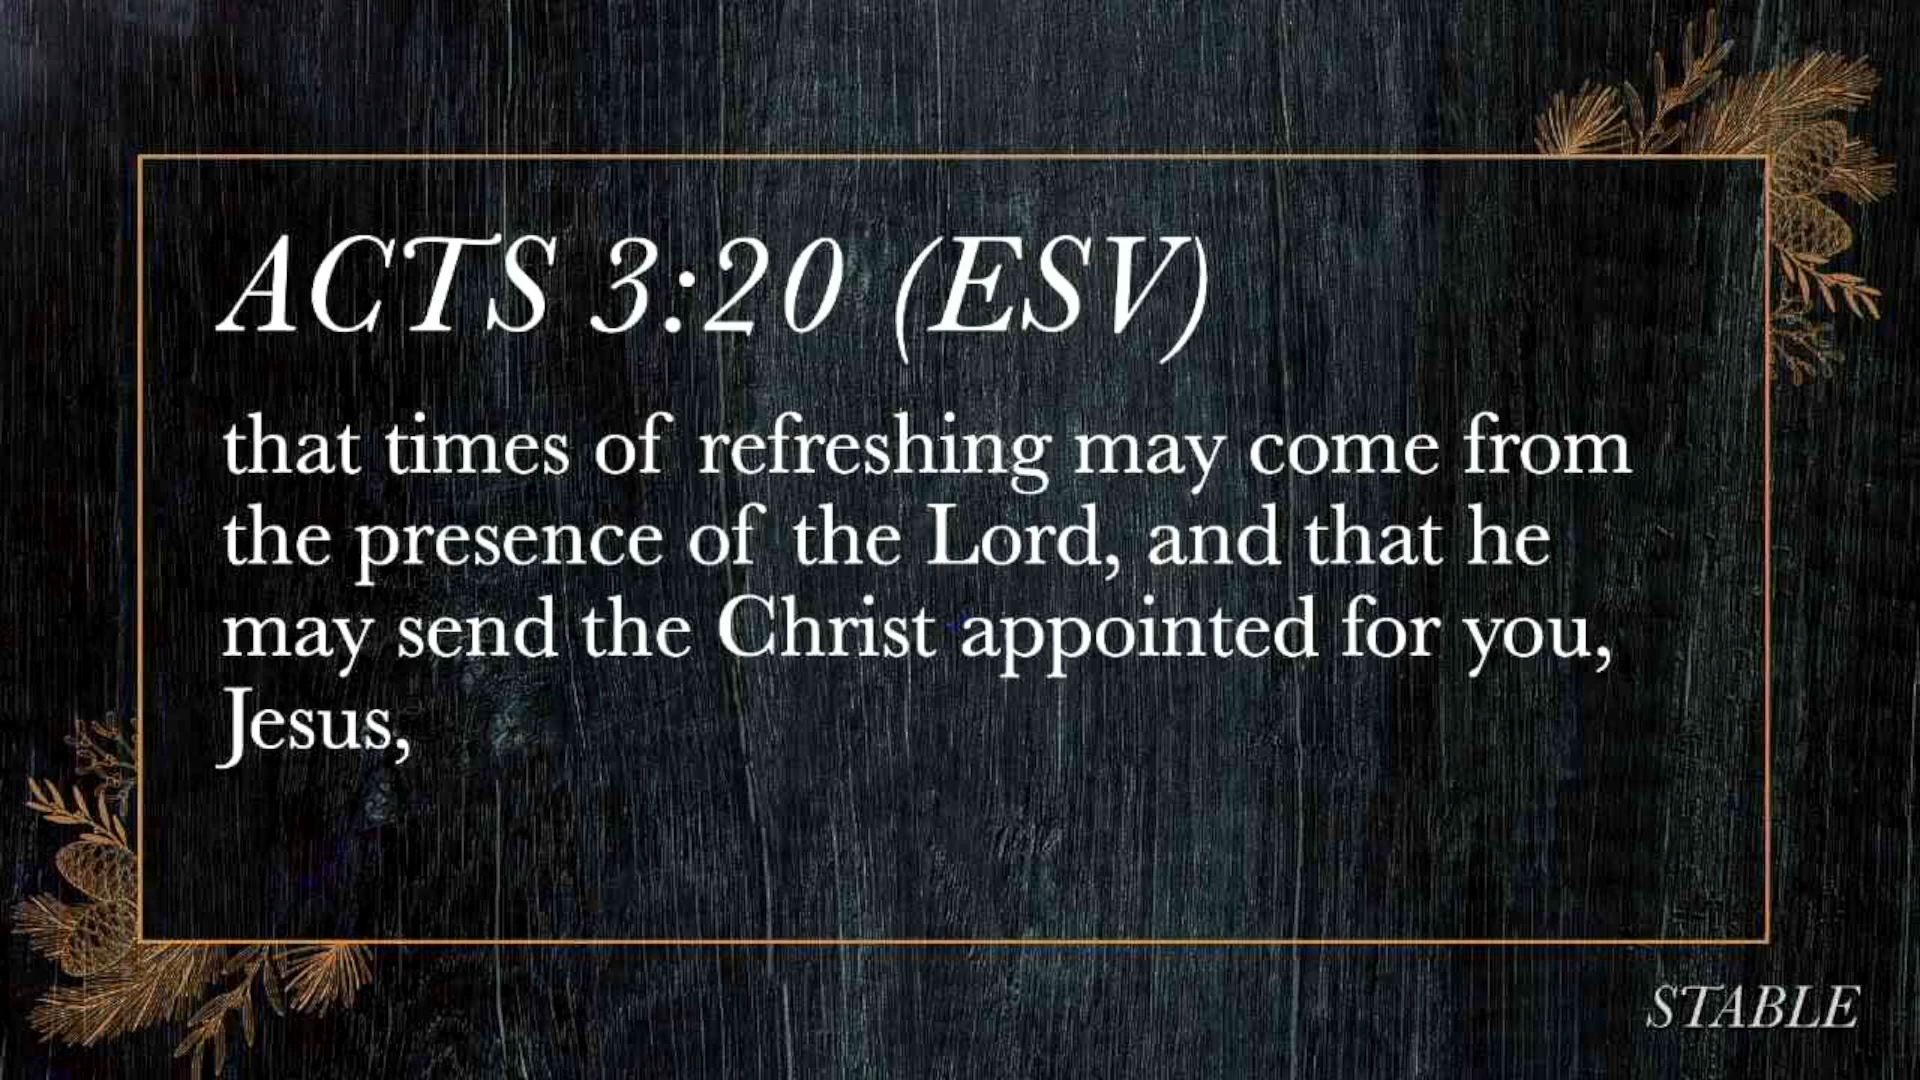 ACTS 3:20 (ESV)
that times of refreshing may come from
the presence of the Lord, and that he
may send the Christ appointed for you,
Jesus,
STABLE